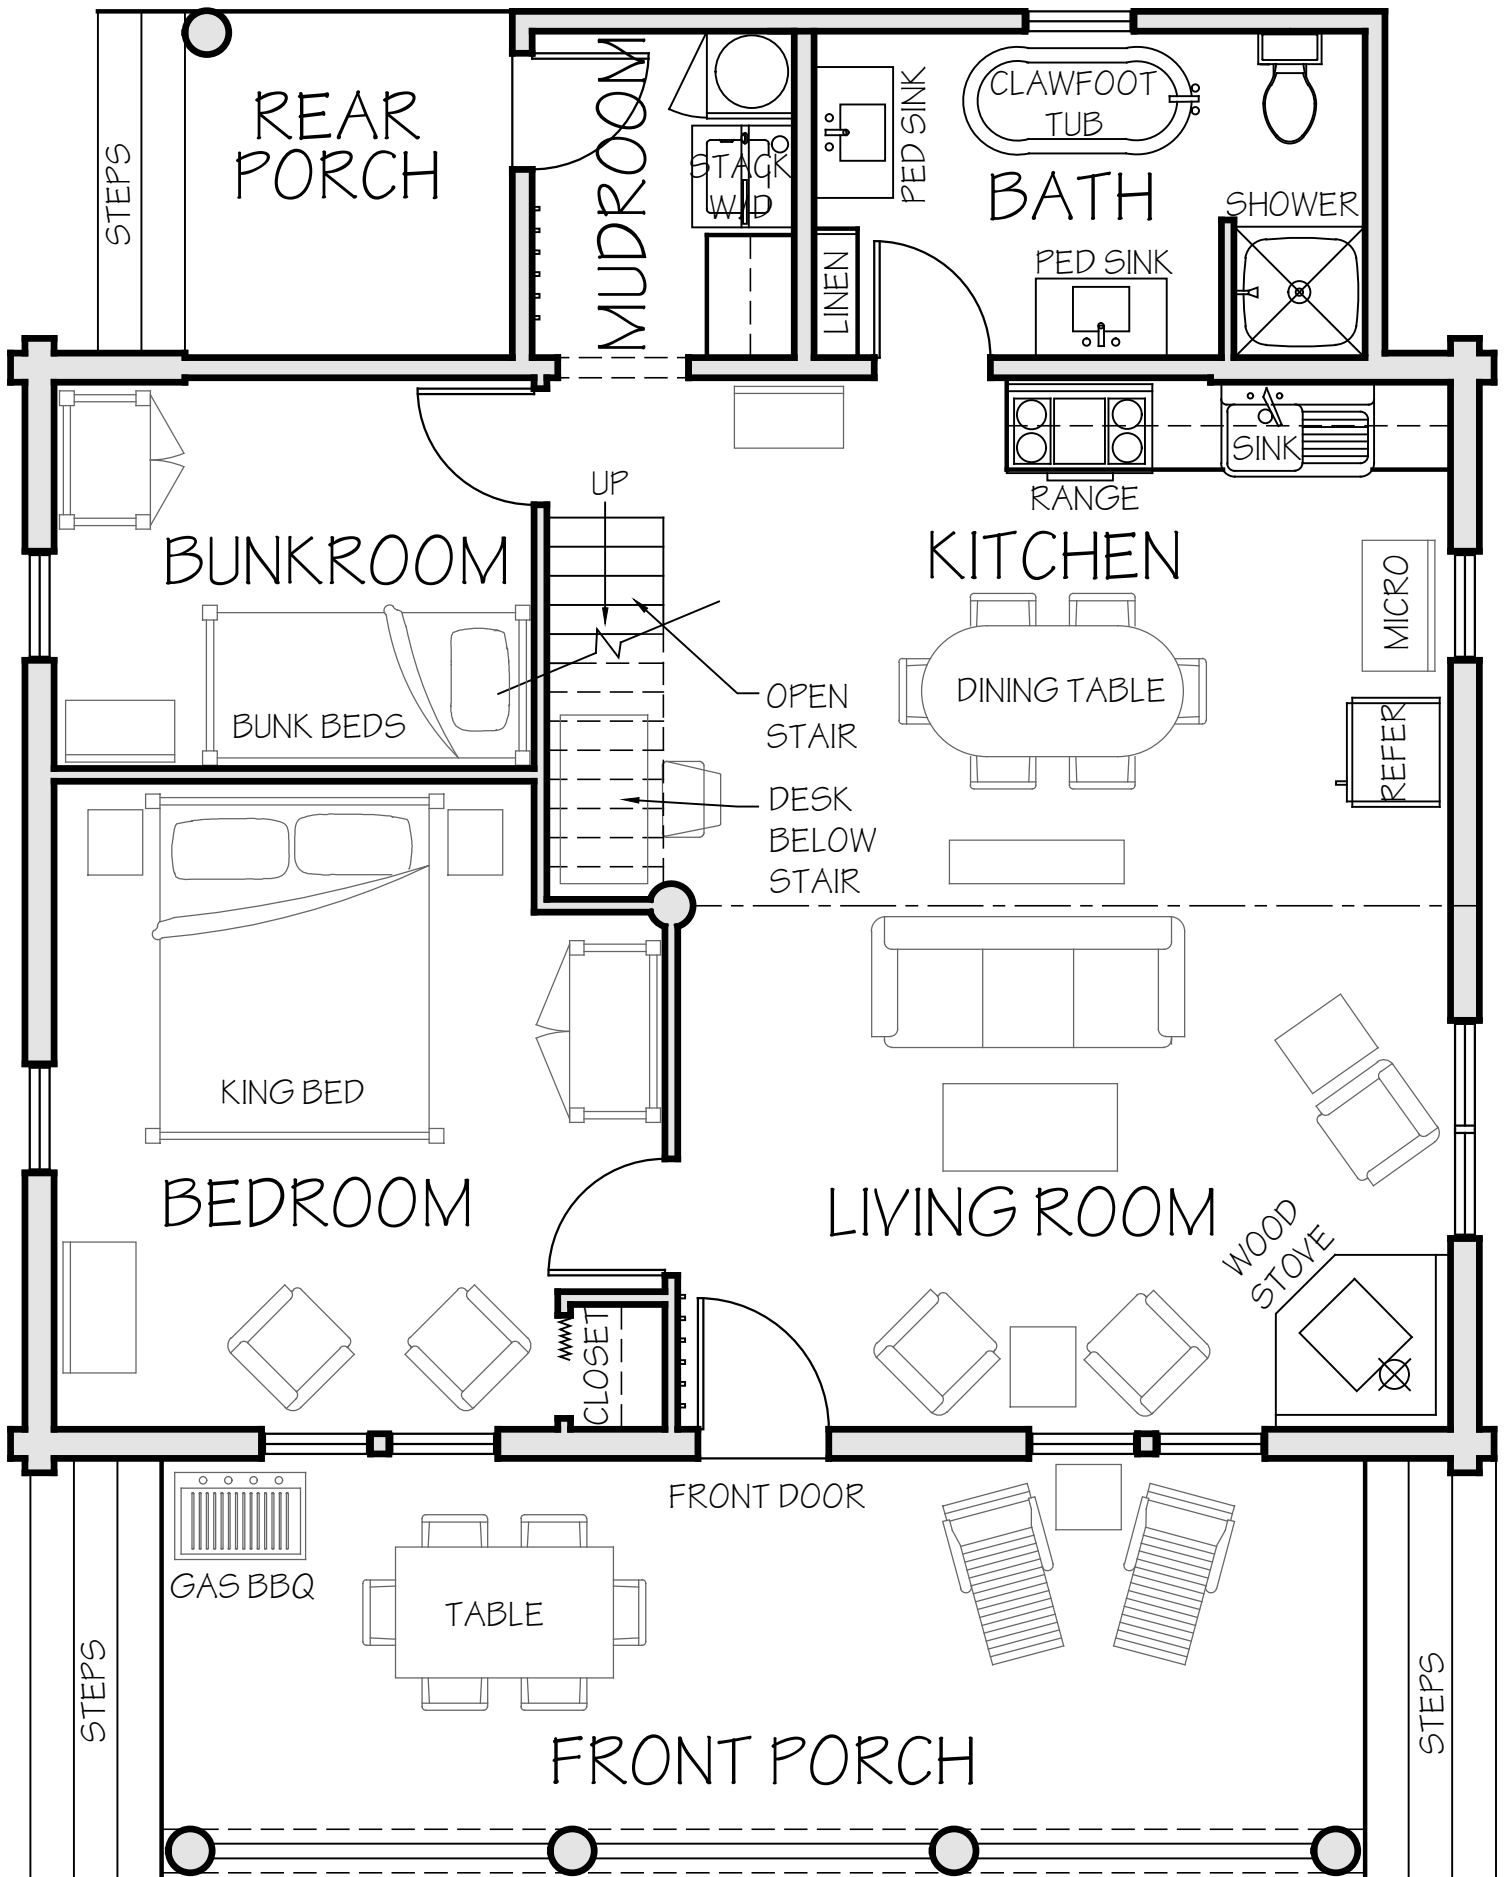 REAR
PORCH
STEPS
MUDROOM
STACK
W/D
PED SINK
CLAWFOOT
TUB
BATH
SHOWER
PED SINK
LINEN
UP
SINK
RANGE
BUNKROOM
KITCHEN
MICRO
BUNK BEDS
OPEN
STAIR
DINING TABLE
REFER
DESK
BELOW
STAIR
KING BED
BEDROOM
LIVING ROOM
WOOD
STOVE
CLOSET
FRONT DOOR
GAS BBQ
TABLE
STEPS
STEPS
FRONT PORCH